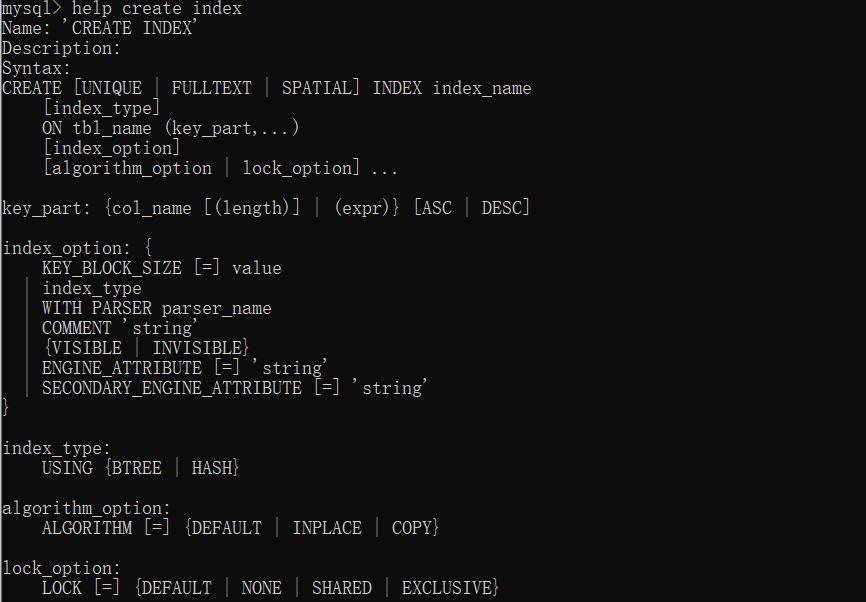 mysql> help create index
Name: 'CREATE INDEX'
Description:
Syntax:
CREATE [UNIQUE | FULLTEXT | SPATIAL] INDEX index_name
    [index_type]
    ON tbl_name (key_part,...)
    [index_option]
    [algorithm_option | lock_option] ...

key_part: {col_name [(length)] | (expr)} [ASC | DESC]

index_option: {
    KEY_BLOCK_SIZE [=] value
  | index_type
  | WITH PARSER parser_name
  | COMMENT 'string'
  | {VISIBLE | INVISIBLE}
  | ENGINE_ATTRIBUTE [=] 'string'
  | SECONDARY_ENGINE_ATTRIBUTE [=] 'string'
}

index_type:
    USING {BTREE | HASH}

algorithm_option:
    ALGORITHM [=] {DEFAULT | INPLACE | COPY}

lock_option:
    LOCK [=] {DEFAULT | NONE | SHARED | EXCLUSIVE}